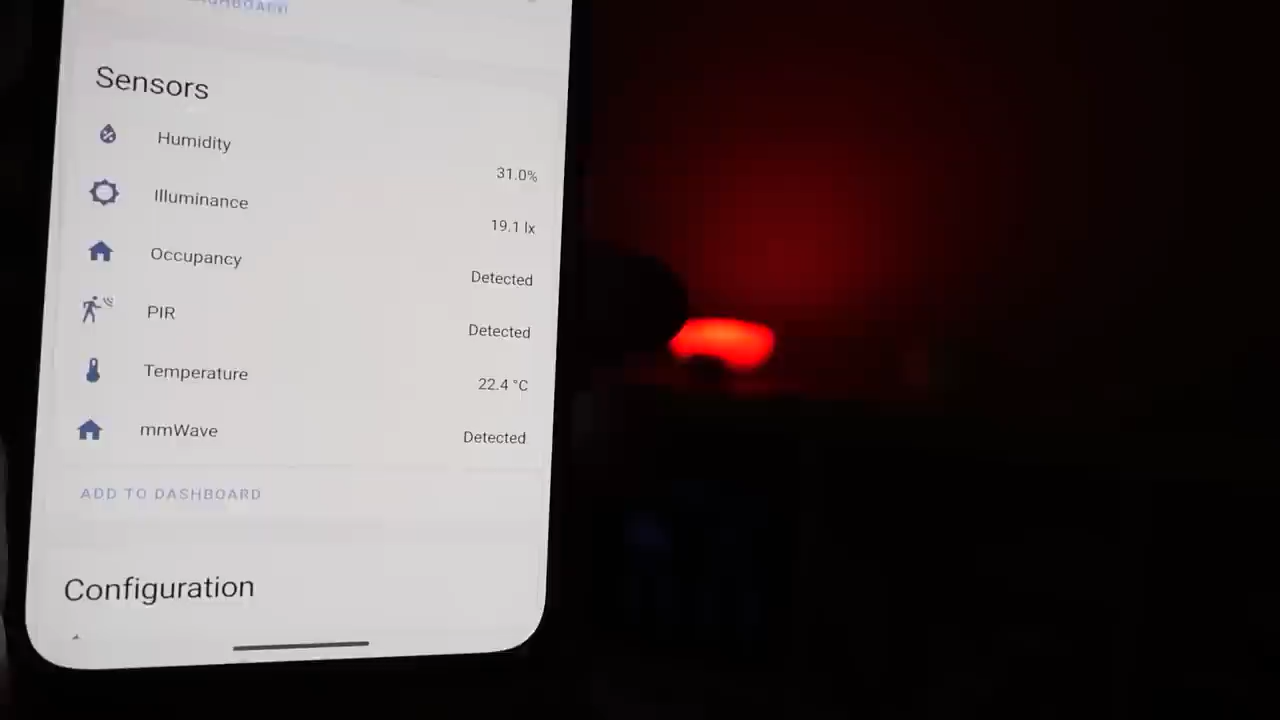 DASHBOARD
Sensors
Humidity 31.0%
Illuminance 19.1 lx
Occupancy Detected
PIR Detected
Temperature 22.4 °C
mmWave Detected
ADD TO DASHBOARD
Configuration